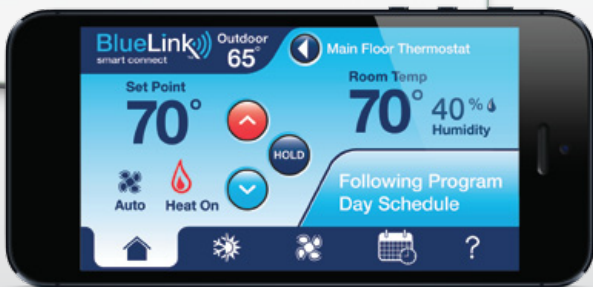 BlueLink
smart connect
Outdoor
65°
Main Floor Thermostat
Set Point
70°
Room Temp
70°
40%
Humidity
HOLD
Auto
Heat On
Following Program
Day Schedule
?